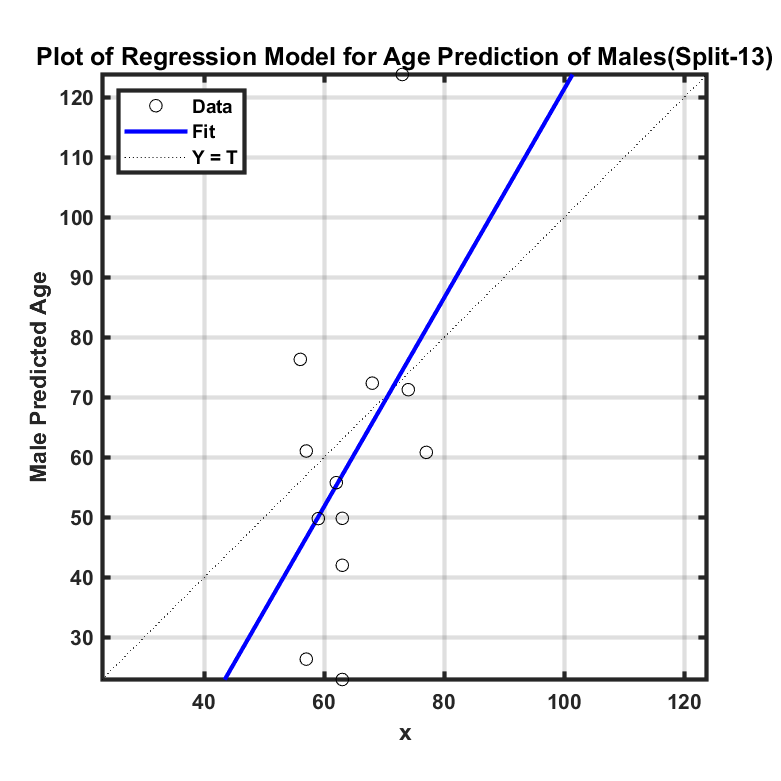 Plot of Regression Model for Age Prediction of Males(Split-13)
120
110
100
90
80
70
60
50
40
30
Data
Fit
Y = T
Male Predicted Age
40 60 80 100 120
x